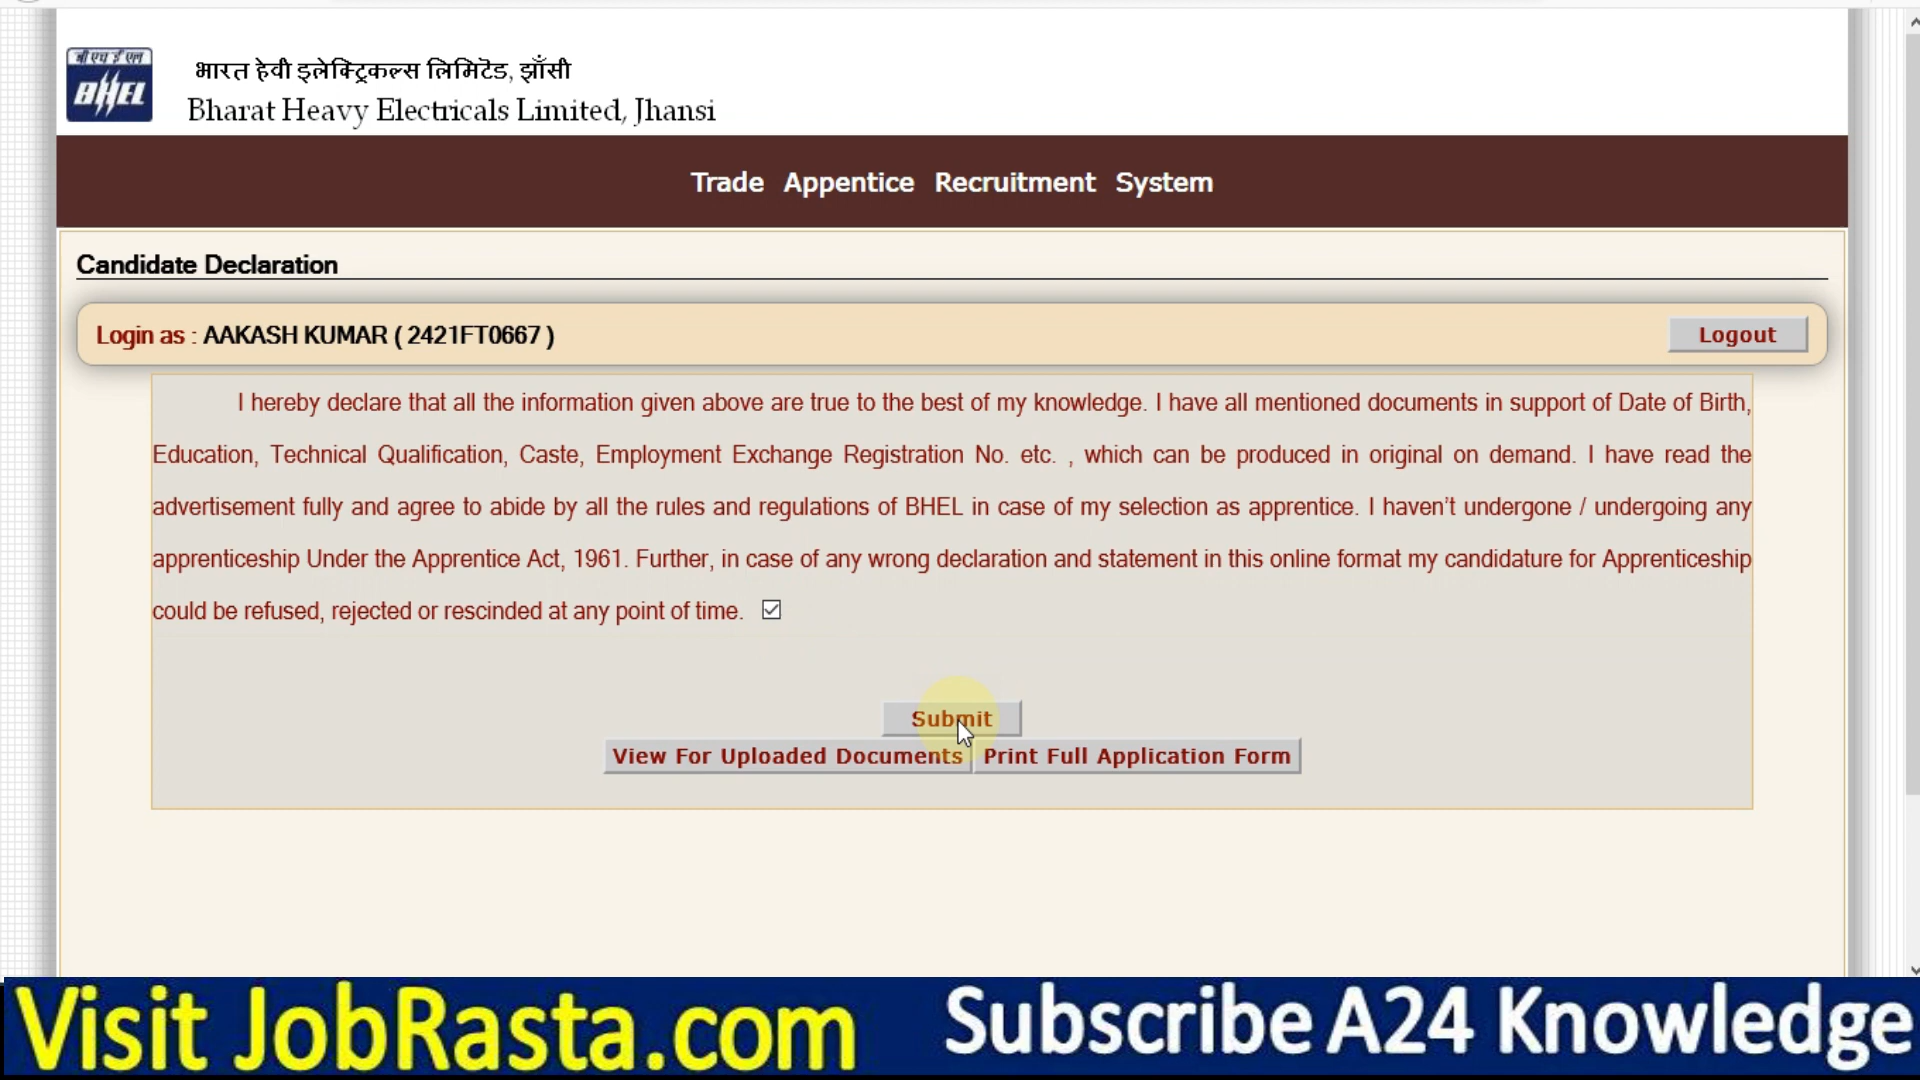 बी एच ई एल
BHEL
भारत हेवी इलेक्ट्रिकल्स लिमिटेड, झाँसी
Bharat Heavy Electricals Limited, Jhansi
Trade Appentice Recruitment System
Candidate Declaration
Login as : AAKASH KUMAR ( 2421FT0667 )
Logout
I hereby declare that all the information given above are true to the best of my knowledge. I have all mentioned documents in support of Date of Birth,
Education, Technical Qualification, Caste, Employment Exchange Registration No. etc. , which can be produced in original on demand. I have read the
advertisement fully and agree to abide by all the rules and regulations of BHEL in case of my selection as apprentice. I haven’t undergone / undergoing any
apprenticeship Under the Apprentice Act, 1961. Further, in case of any wrong declaration and statement in this online format my candidature for Apprenticeship
could be refused, rejected or rescinded at any point of time.
Submit
View For Uploaded Documents Print Full Application Form
Visit JobRasta.com Subscribe A24 Knowledge